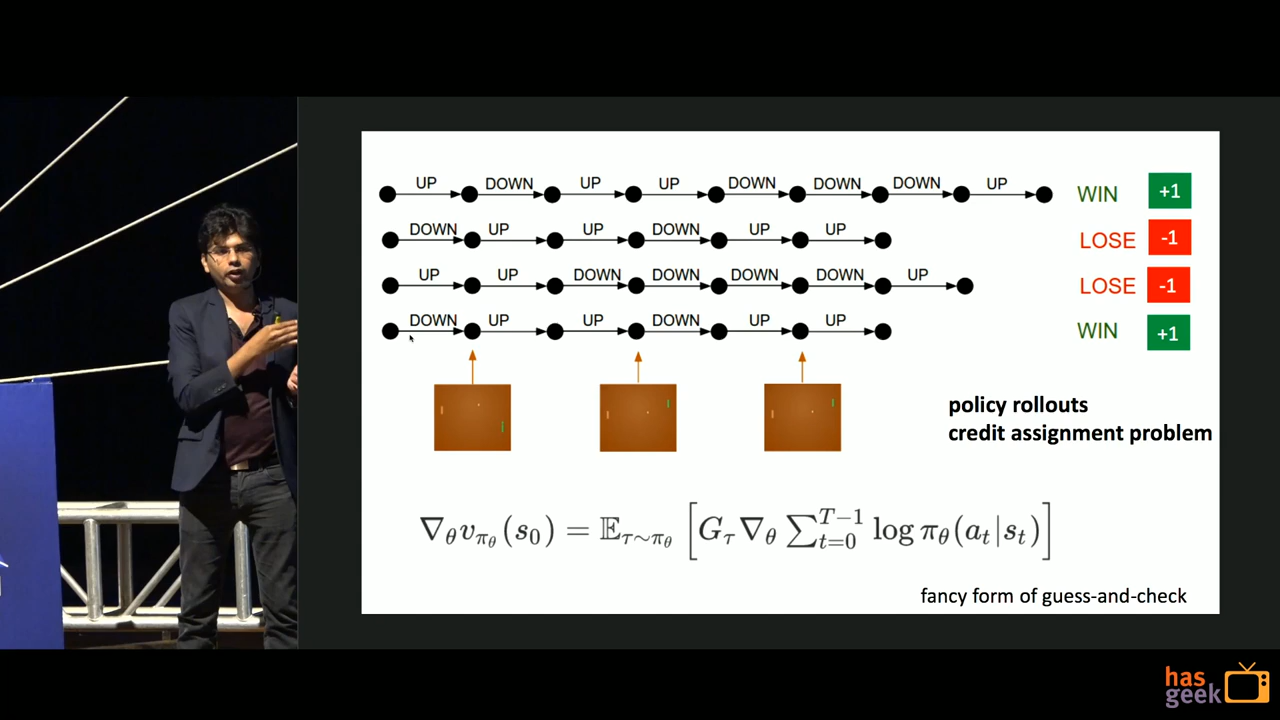 UP DOWN UP UP DOWN DOWN DOWN UP WIN +1
DOWN UP UP DOWN UP UP LOSE -1
UP UP DOWN DOWN DOWN DOWN UP LOSE -1
DOWN UP UP DOWN UP UP WIN +1
policy rollouts
credit assignment problem
∇θvπθ(s0) = 𝔼τ∼πθ [Gτ∇θ ∑t=0T−1 log πθ(at|st)]
fancy form of guess-and-check
has
geek